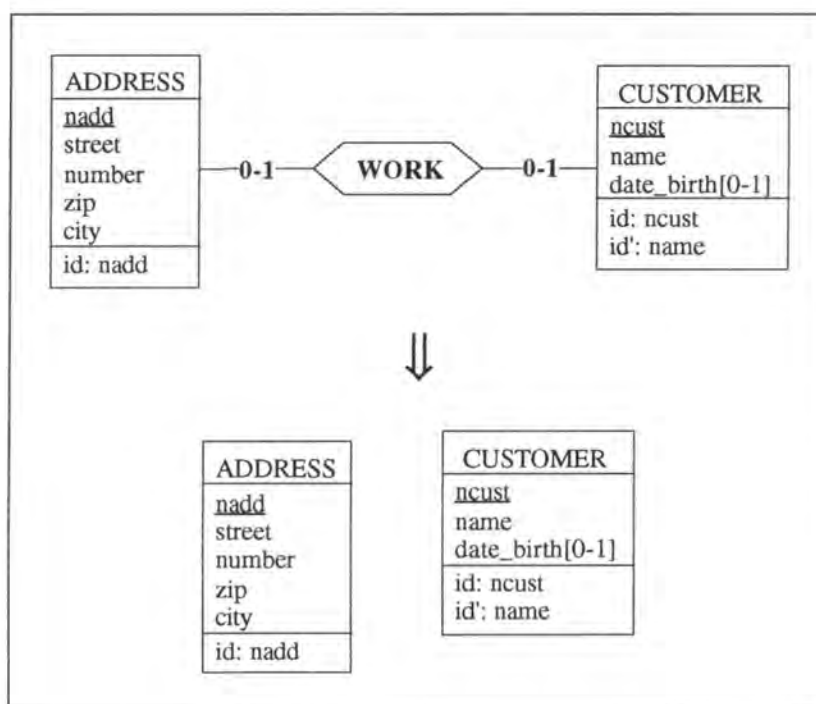 ADDRESS
nadd
street
number
zip
city
id: nadd
0-1
WORK
0-1
CUSTOMER
ncust
name
date_birth[0-1]
id: ncust
id': name
⇓
ADDRESS
nadd
street
number
zip
city
id: nadd
CUSTOMER
ncust
name
date_birth[0-1]
id: ncust
id': name